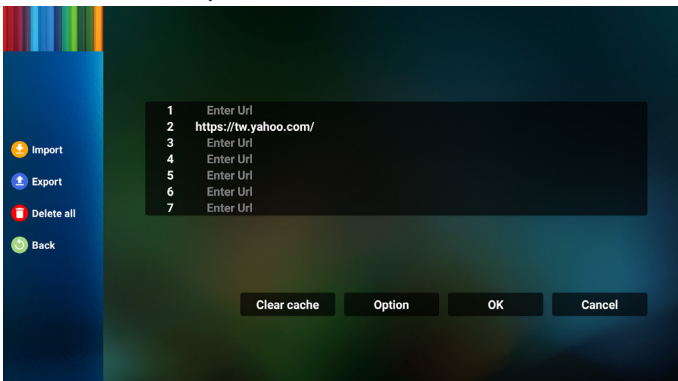 Import
Export
Delete all
Back
1 Enter Url
2 https://tw.yahoo.com/
3 Enter Url
4 Enter Url
5 Enter Url
6 Enter Url
7 Enter Url
Clear cache Option OK Cancel